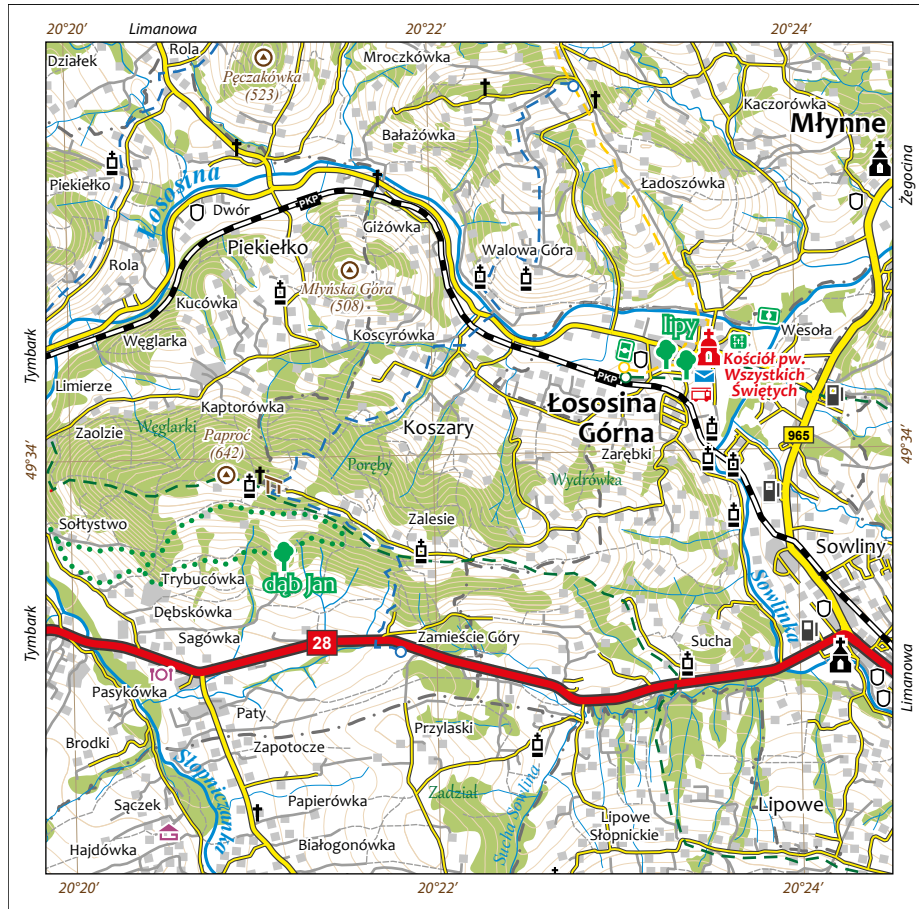 20°20'
Limanowa
20°22'
20°24'
Działek
Rola
Pęczakówka
(523)
Mroczkówka
Kaczorówka
Młynne
Bałażówka
Piekiełko
Łososina
Ładoszówka
Żegocina
Dwór
Giżówka
PKP
Piekiełko
Walowa Góra
Rola
Młyńska Góra
(508)
Kucówka
lipy
Wesoła
Węglarka
Koscyrówka
Kościół pw.
Wszystkich
Świętych
Tymbark
PKP
Limierze
Kaptorówka
Łososina
Górna
Zaolzie
Węglarki
Paproć
(642)
Koszary
965
49°34'
49°34'
Poręby
Zarębki
Wydrówka
Sołtystwo
Zalesie
Sowliny
dąb Jan
Trybucówka
Dębskówka
Sowlinka
Tymbark
Sagówka
28
Zamieście Góry
Sucha
Pasykówka
Limanowa
Paty
Przylaski
Brodki
Zapotocze
Słopniczanka
Sucha Sowlina
Zadział
Sączek
Papierówka
Lipowe
Lipowe
Słopnickie
Hajdówka
Białogonówka
20°20'
20°22'
20°24'